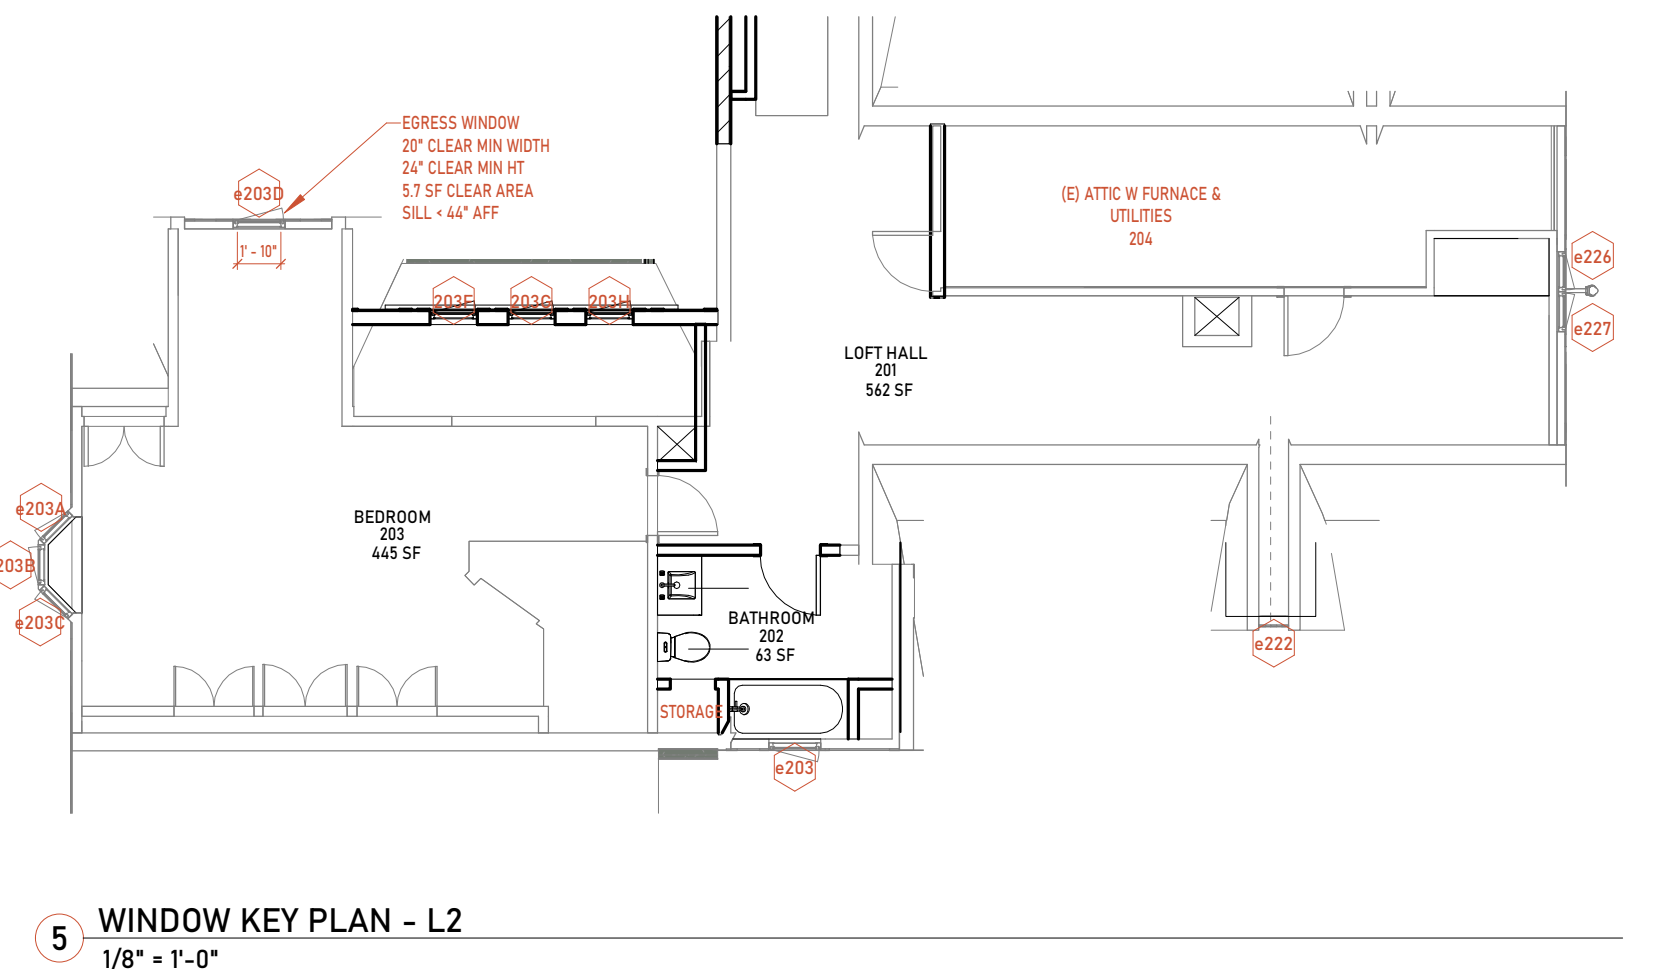 EGRESS WINDOW
20" CLEAR MIN WIDTH
24" CLEAR MIN HT
5.7 SF CLEAR AREA
SILL < 44" AFF
e203D
1' - 10"
(E) ATTIC W FURNACE &
UTILITIES
204
e226
e227
203F
203G
203H
LOFT HALL
201
562 SF
e203A
203B
e203C
BEDROOM
203
445 SF
BATHROOM
202
63 SF
e222
STORAGE
e203
5
WINDOW KEY PLAN - L2
1/8" = 1'-0"